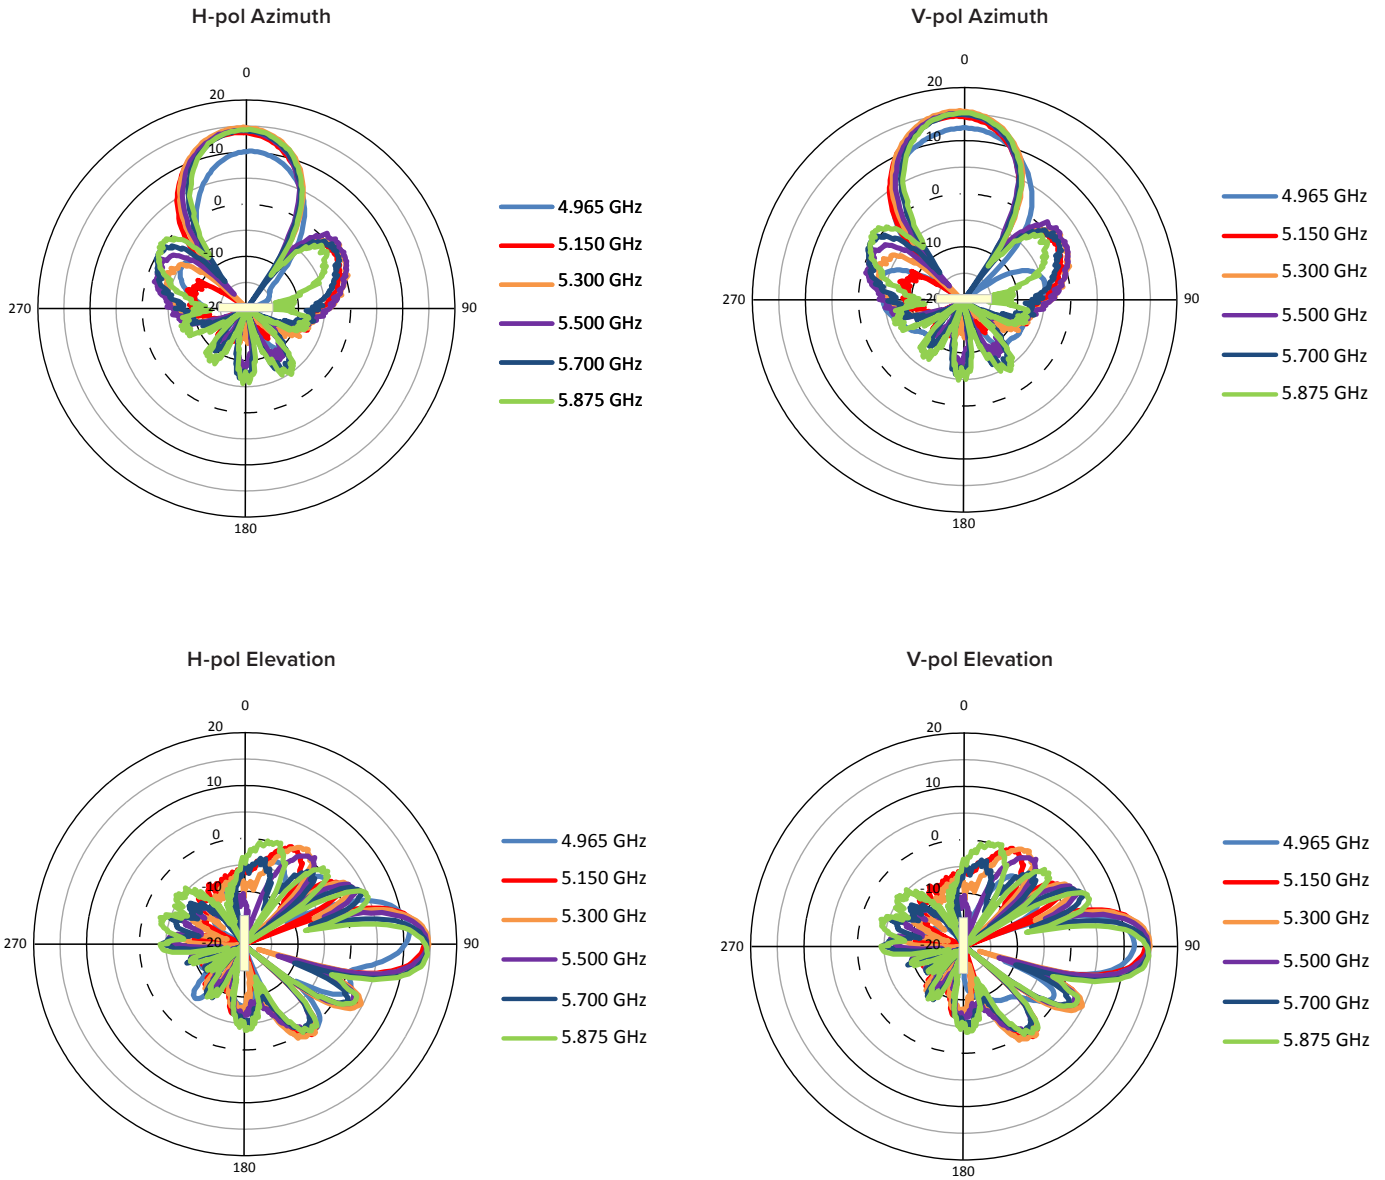 H-pol Azimuth
0
20
10
0
-10
-20
270
90
180
4.965 GHz
5.150 GHz
5.300 GHz
5.500 GHz
5.700 GHz
5.875 GHz
V-pol Azimuth
0
20
10
0
-10
-20
270
90
180
4.965 GHz
5.150 GHz
5.300 GHz
5.500 GHz
5.700 GHz
5.875 GHz
H-pol Elevation
0
20
10
0
-10
-20
270
90
180
4.965 GHz
5.150 GHz
5.300 GHz
5.500 GHz
5.700 GHz
5.875 GHz
V-pol Elevation
0
20
10
0
-10
-20
270
90
180
4.965 GHz
5.150 GHz
5.300 GHz
5.500 GHz
5.700 GHz
5.875 GHz